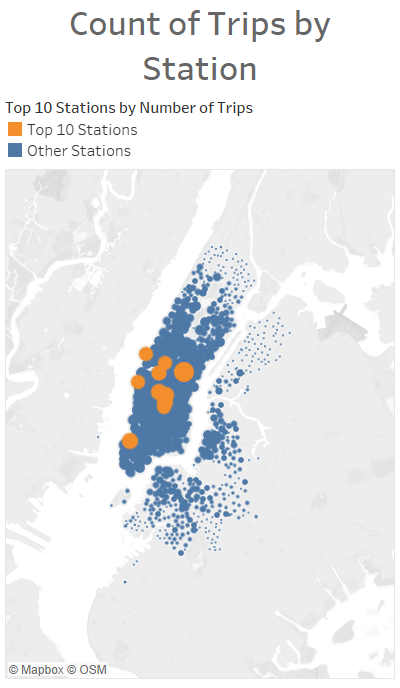 Count of Trips by
Station
Top 10 Stations by Number of Trips
Top 10 Stations
Other Stations
© Mapbox © OSM